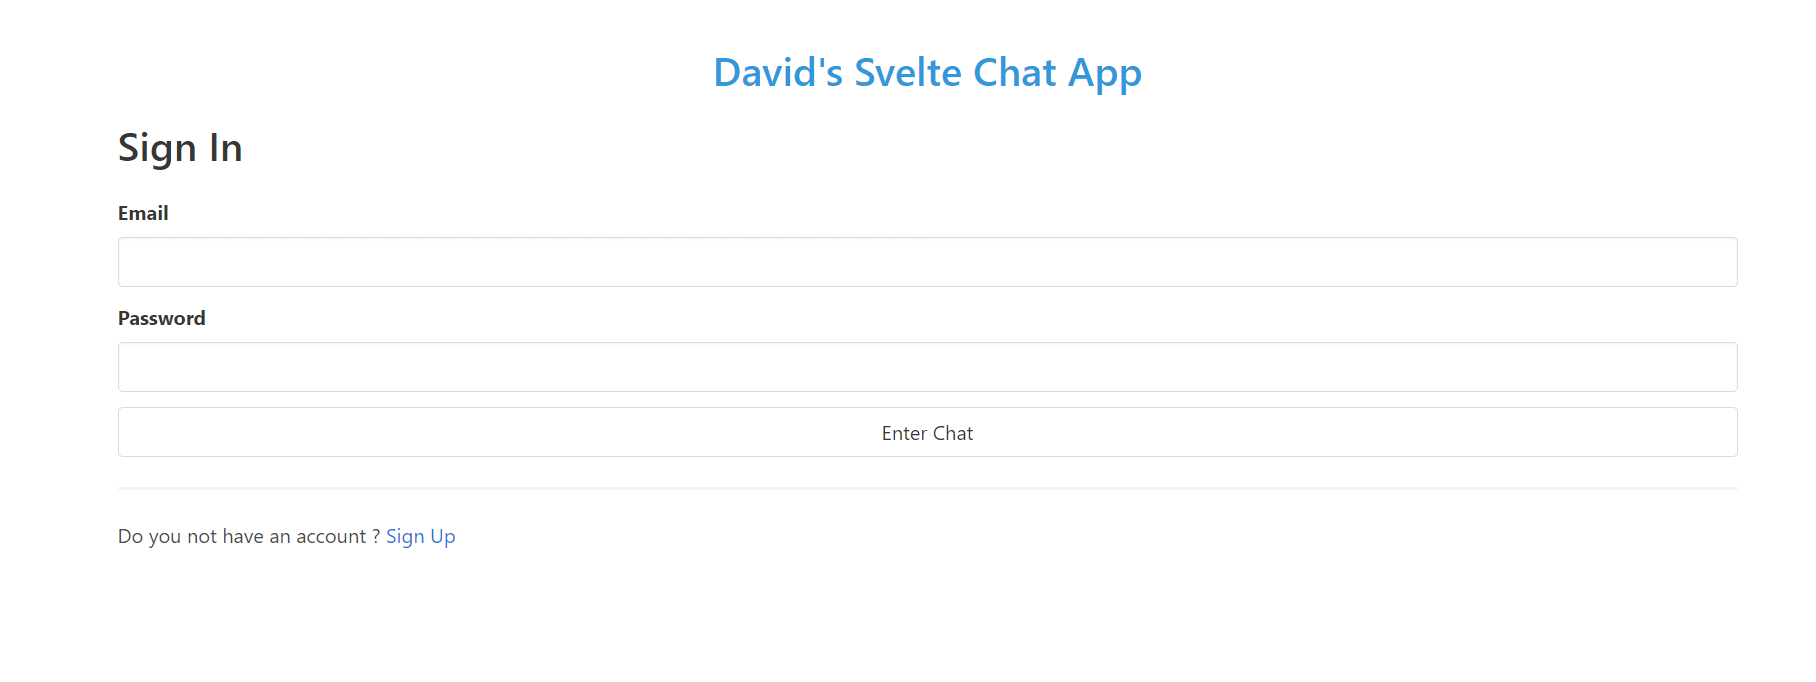 David's Svelte Chat App
Sign In
Email
Password
Enter Chat
Do you not have an account ? Sign Up